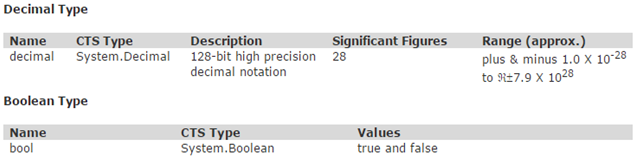 Decimal Type
Name CTS Type Description Significant Figures Range (approx.)
decimal System.Decimal 128-bit high precision 28 plus & minus 1.0 X 10-28
decimal notation to ℜ±7.9 X 1028
Boolean Type
Name CTS Type Values
bool System.Boolean true and false